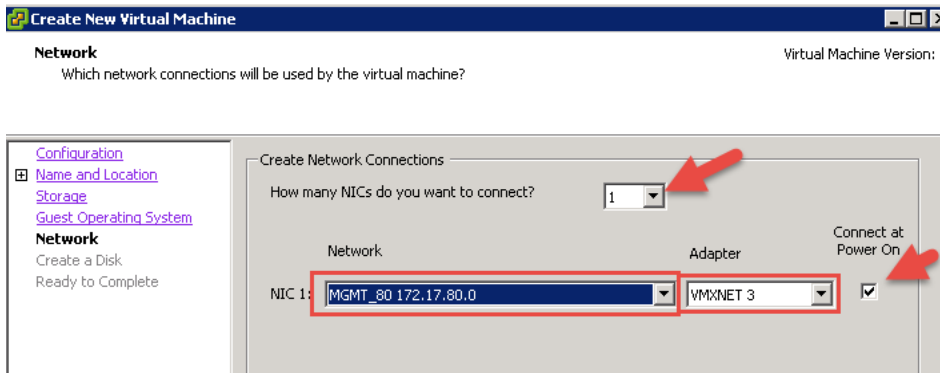 Create New Virtual Machine
Network
Which network connections will be used by the virtual machine?
Virtual Machine Version:
Configuration
Name and Location
Storage
Guest Operating System
Network
Create a Disk
Ready to Complete
Create Network Connections
How many NICs do you want to connect?
1
Network
Adapter
Connect at
Power On
NIC 1:
MGMT_80 172.17.80.0
VMXNET 3